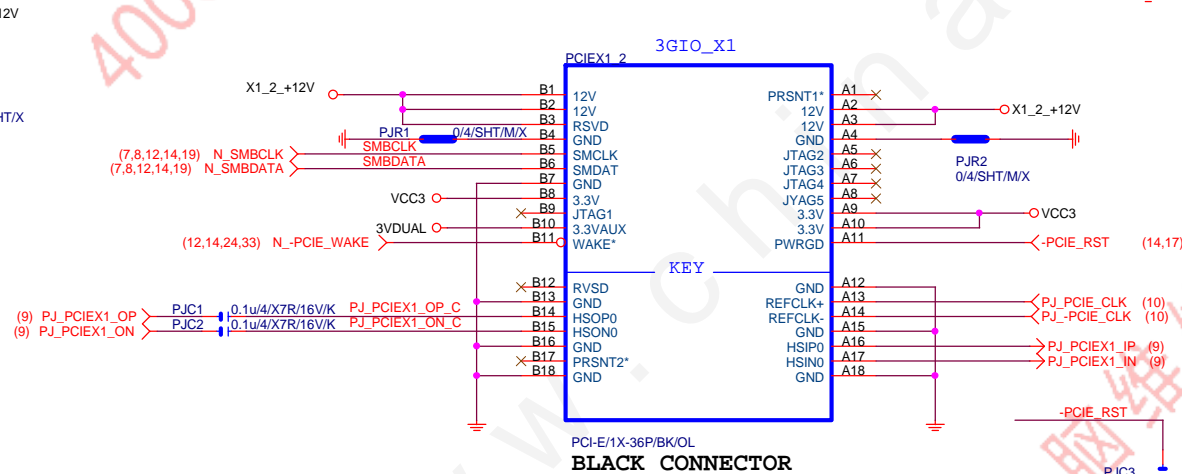 12V
4000
HT/X
3GIO_X1
PCIEX1_2
X1_2_+12V
B1 12V PRSNT1* A1
B2 12V 12V A2 X1_2_+12V
B3 RSVD 12V A3
PJR1 0/4/SHT/M/X B4 GND GND A4
SMBCLK
(7,8,12,14,19) N_SMBCLK B5 SMCLK JTAG2 A5
SMBDATA
(7,8,12,14,19) N_SMBDATA B6 SMDAT JTAG3 A6
PJR2
0/4/SHT/M/X
B7 GND JTAG4 A7
VCC3 B8 3.3V JYAG5 A8
B9 JTAG1 3.3V A9 VCC3
3VDUAL B10 3.3VAUX 3.3V A10
(12,14,24,33) N_-PCIE_WAKE B11 WAKE* PWRGD A11 -PCIE_RST (14,17)
KEY
B12 RVSD GND A12
B13 GND REFCLK+ A13 PJ_PCIE_CLK (10)
(9) PJ_PCIEX1_OP PJC1 0.1u/4/X7R/16V/K PJ_PCIEX1_OP_C B14 HSOP0 REFCLK- A14 PJ_-PCIE_CLK (10)
(9) PJ_PCIEX1_ON PJC2 0.1u/4/X7R/16V/K PJ_PCIEX1_ON_C B15 HSON0 GND A15
B16 GND HSIP0 A16 PJ_PCIEX1_IP (9)
B17 PRSNT2* HSIN0 A17 PJ_PCIEX1_IN (9)
B18 GND GND A18
-PCIE_RST
PCI-E/1X-36P/BK/OL
BLACK CONNECTOR
PJC3
w.china
脑维